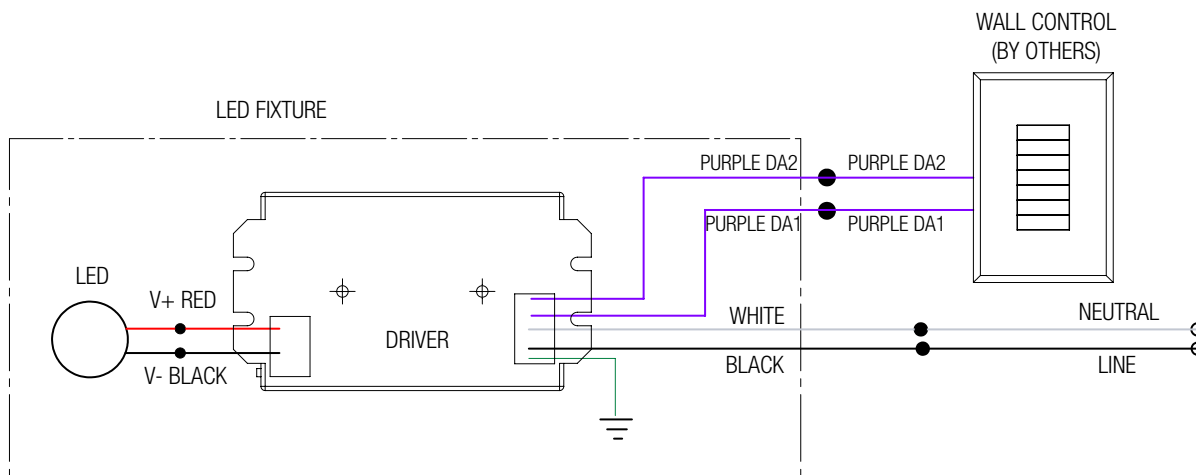 WALL CONTROL
(BY OTHERS)
LED FIXTURE
PURPLE DA2
PURPLE DA2
PURPLE DA1
PURPLE DA1
LED
V+ RED
WHITE
NEUTRAL
DRIVER
V- BLACK
BLACK
LINE